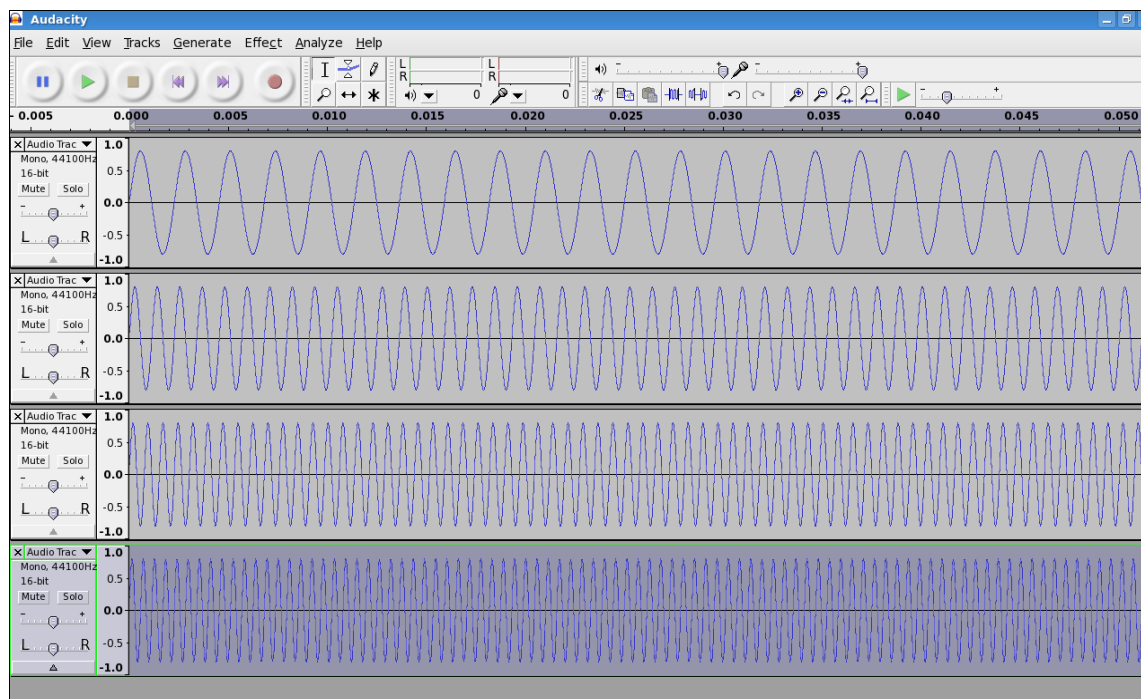 Audacity
File Edit View Tracks Generate Effect Analyze Help
L
R
0
L
R
0
- 0.005 0.000 0.005 0.010 0.015 0.020 0.025 0.030 0.035 0.040 0.045 0.050
Audio Trac
Mono, 44100Hz
16-bit
Mute Solo
- +
L R
1.0
0.5
0.0
-0.5
-1.0
Audio Trac
Mono, 44100Hz
16-bit
Mute Solo
- +
L R
1.0
0.5
0.0
-0.5
-1.0
Audio Trac
Mono, 44100Hz
16-bit
Mute Solo
- +
L R
1.0
0.5
0.0
-0.5
-1.0
Audio Trac
Mono, 44100Hz
16-bit
Mute Solo
- +
L R
1.0
0.5
0.0
-0.5
-1.0